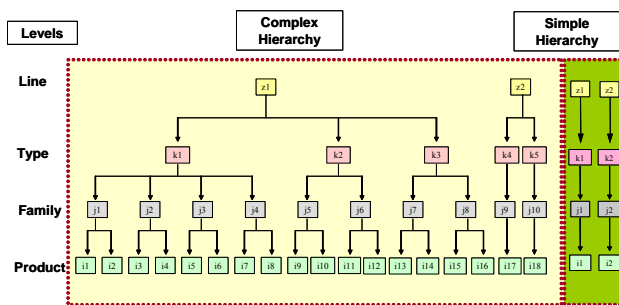 Levels
Complex
Hierarchy
Simple
Hierarchy
Line
z1
z2
z1
z2
Type
k1
k2
k3
k4
k5
k1
k2
Family
j1
j2
j3
j4
j5
j6
j7
j8
j9
j10
j1
j2
Product
i1
i2
i3
i4
i5
i6
i7
i8
i9
i10
i11
i12
i13
i14
i15
i16
i17
i18
i1
i2